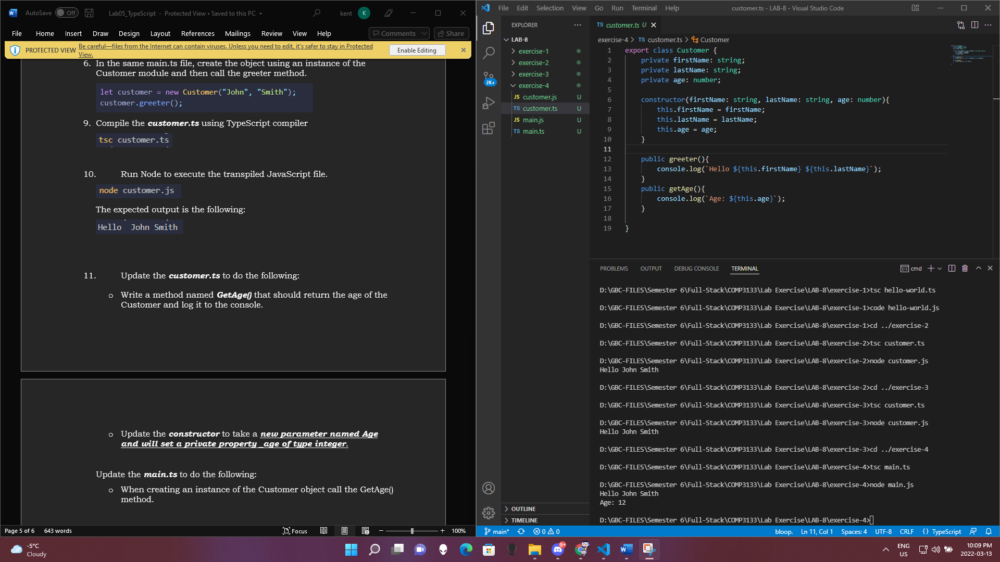 AutoSave Off Lab05_TypeScript - Protected View • Saved to this PC kent K
File Home Insert Draw Design Layout References Mailings Review View Help Comments Share
PROTECTED VIEW Be careful—files from the Internet can contain viruses. Unless you need to edit, it's safer to stay in Protected View. Enable Editing
6. In the same main.ts file, create the object using an instance of the
Customer module and then call the greeter method.
let customer = new Customer("John", "Smith");
customer.greeter();
9. Compile the customer.ts using TypeScript compiler
tsc customer.ts
10. Run Node to execute the transpiled JavaScript file.
node customer.js
The expected output is the following:
Hello John Smith
11. Update the customer.ts to do the following:
o Write a method named GetAge() that should return the age of the
Customer and log it to the console.
o Update the constructor to take a new parameter named Age
and will set a private property _age of type integer.
Update the main.ts to do the following:
o When creating an instance of the Customer object call the GetAge()
method.
Page 5 of 6 643 words Focus 100%
File Edit Selection View Go Run Terminal Help customer.ts - LAB-8 - Visual Studio Code
EXPLORER
LAB-8
exercise-1
exercise-2
exercise-3
exercise-4
JS customer.js U
TS customer.ts U
JS main.js U
TS main.ts U
2K+
OUTLINE
TIMELINE
TS customer.ts U
exercise-4 > TS customer.ts > Customer
1 export class Customer {
2 private firstName: string;
3 private lastName: string;
4 private age: number;
5
6 constructor(firstName: string, lastName: string, age: number){
7 this.firstName = firstName;
8 this.lastName = lastName;
9 this.age = age;
10 }
11
12 public greeter(){
13 console.log(`Hello ${this.firstName} ${this.lastName}`);
14 }
15 public getAge(){
16 console.log(`Age: ${this.age}`);
17 }
18
19 }
PROBLEMS OUTPUT DEBUG CONSOLE TERMINAL cmd
D:\GBC-FILES\Semester 6\Full-Stack\COMP3133\Lab Exercise\LAB-8\exercise-1>tsc hello-world.ts
D:\GBC-FILES\Semester 6\Full-Stack\COMP3133\Lab Exercise\LAB-8\exercise-1>code hello-world.js
D:\GBC-FILES\Semester 6\Full-Stack\COMP3133\Lab Exercise\LAB-8\exercise-1>cd ../exercise-2
D:\GBC-FILES\Semester 6\Full-Stack\COMP3133\Lab Exercise\LAB-8\exercise-2>tsc customer.ts
D:\GBC-FILES\Semester 6\Full-Stack\COMP3133\Lab Exercise\LAB-8\exercise-2>node customer.js
Hello John Smith
D:\GBC-FILES\Semester 6\Full-Stack\COMP3133\Lab Exercise\LAB-8\exercise-2>cd ../exercise-3
D:\GBC-FILES\Semester 6\Full-Stack\COMP3133\Lab Exercise\LAB-8\exercise-3>tsc customer.ts
D:\GBC-FILES\Semester 6\Full-Stack\COMP3133\Lab Exercise\LAB-8\exercise-3>node customer.js
Hello John Smith
D:\GBC-FILES\Semester 6\Full-Stack\COMP3133\Lab Exercise\LAB-8\exercise-3>cd ../exercise-4
D:\GBC-FILES\Semester 6\Full-Stack\COMP3133\Lab Exercise\LAB-8\exercise-4>tsc main.ts
D:\GBC-FILES\Semester 6\Full-Stack\COMP3133\Lab Exercise\LAB-8\exercise-4>node main.js
Hello John Smith
Age: 12
D:\GBC-FILES\Semester 6\Full-Stack\COMP3133\Lab Exercise\LAB-8\exercise-4>
main* 0 0 bloop. Ln 11, Col 1 Spaces: 4 UTF-8 CRLF {} TypeScript
-5°C
Cloudy
9+
ENG
US
10:09 PM
2022-03-13